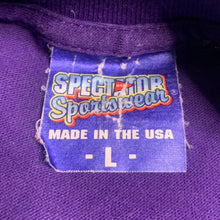 SPECTATOR
Sportswear
MADE IN THE USA
- L -